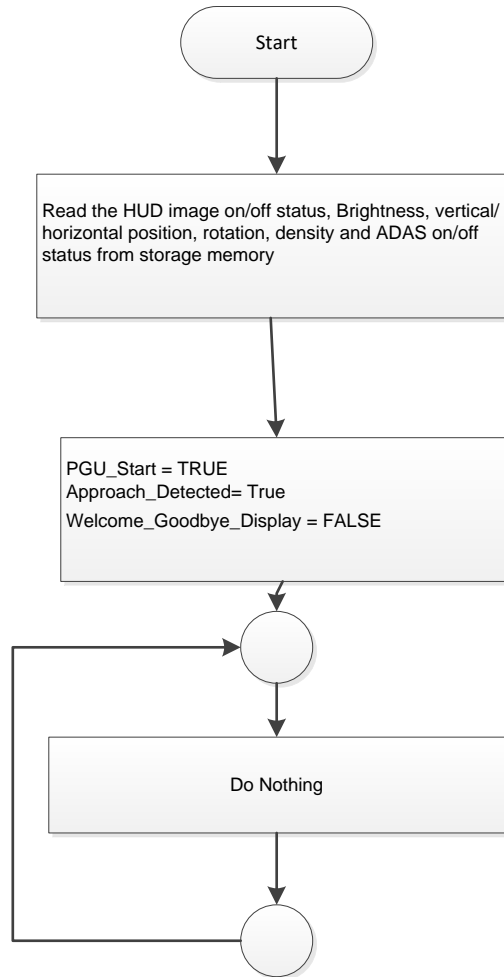 Start
Read the HUD image on/off status, Brightness, vertical/
horizontal position, rotation, density and ADAS on/off
status from storage memory
PGU_Start = TRUE
Approach_Detected= True
Welcome_Goodbye_Display = FALSE
Do Nothing